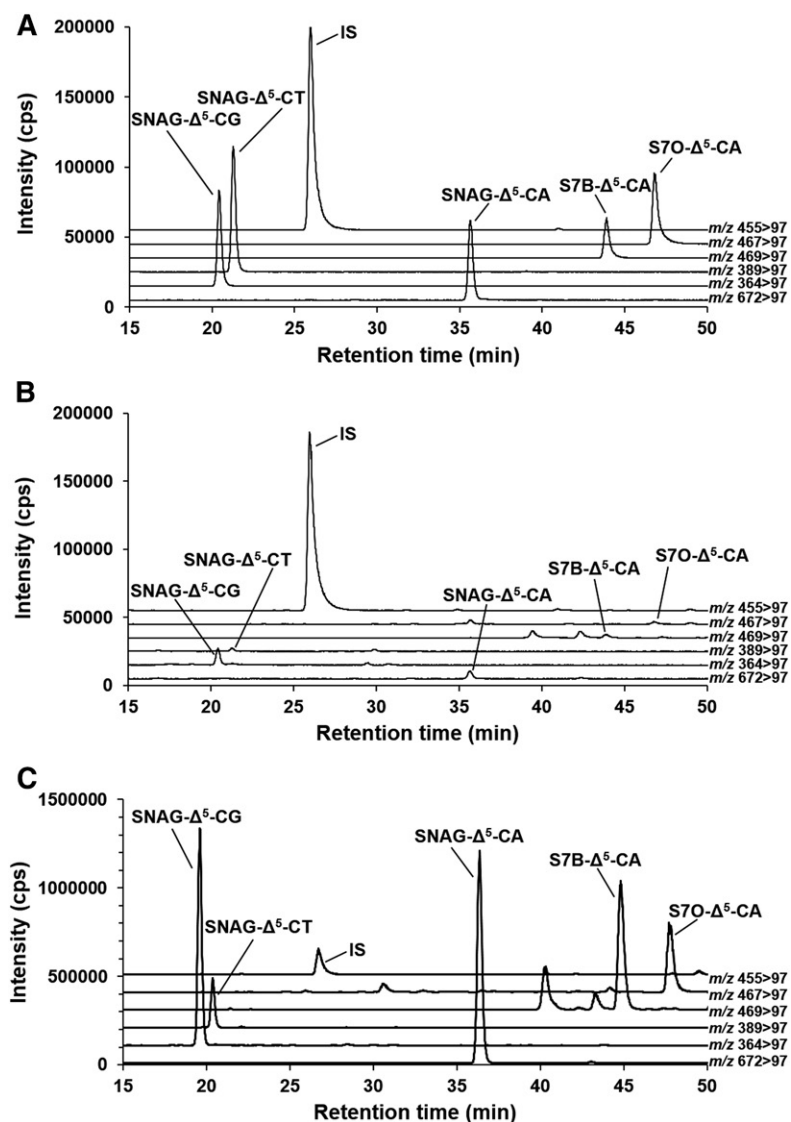 A
200000
150000
100000
50000
0
Intensity (cps)
IS
SNAG-Δ⁵-CT
SNAG-Δ⁵-CG
SNAG-Δ⁵-CA
S7B-Δ⁵-CA
S7O-Δ⁵-CA
m/z 455>97
m/z 467>97
m/z 469>97
m/z 389>97
m/z 364>97
m/z 672>97
15 20 25 30 35 40 45 50
Retention time (min)
B
200000
150000
100000
50000
0
Intensity (cps)
IS
SNAG-Δ⁵-CT
SNAG-Δ⁵-CG
SNAG-Δ⁵-CA
S7B-Δ⁵-CA
S7O-Δ⁵-CA
m/z 455>97
m/z 467>97
m/z 469>97
m/z 389>97
m/z 364>97
m/z 672>97
15 20 25 30 35 40 45 50
Retention time (min)
C
1500000
1000000
500000
0
Intensity (cps)
SNAG-Δ⁵-CG
SNAG-Δ⁵-CT
IS
SNAG-Δ⁵-CA
S7B-Δ⁵-CA
S7O-Δ⁵-CA
m/z 455>97
m/z 467>97
m/z 469>97
m/z 389>97
m/z 364>97
m/z 672>97
15 20 25 30 35 40 45 50
Retention time (min)